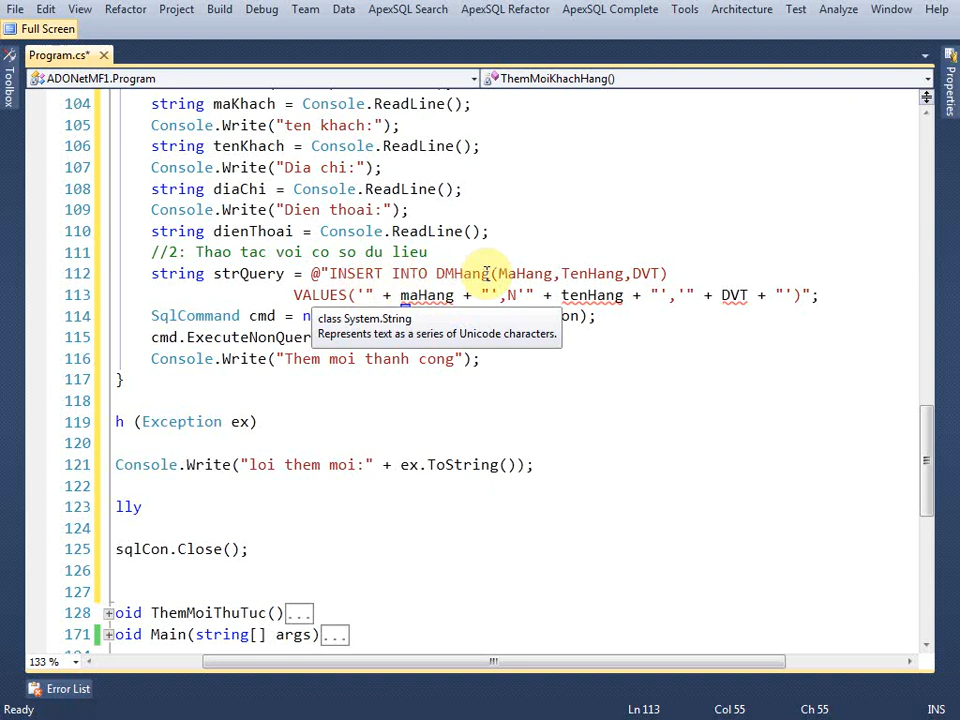 File Edit View Refactor Project Build Debug Team Data ApexSQL Search ApexSQL Refactor ApexSQL Complete Tools Architecture Test Analyze Window Help
Full Screen
Program.cs*
Toolbox
Properties
ADONetMF1.Program
ThemMoiKhachHang()
104 string maKhach = Console.ReadLine();
105 Console.Write("ten khach:");
106 string tenKhach = Console.ReadLine();
107 Console.Write("Dia chi:");
108 string diaChi = Console.ReadLine();
109 Console.Write("Dien thoai:");
110 string dienThoai = Console.ReadLine();
111 //2: Thao tac voi co so du lieu
112 string strQuery = @"INSERT INTO DMHang(MaHang,TenHang,DVT)
113 VALUES('" + maHang + "',N'" + tenHang + "','" + DVT + "')";
114 SqlCommand cmd = on);
class System.String
Represents text as a series of Unicode characters.
115 cmd.ExecuteNonQuer
116 Console.Write("Them moi thanh cong");
117 }
118
119 h (Exception ex)
120
121 Console.Write("loi them moi:" + ex.ToString());
122
123 lly
124
125 sqlCon.Close();
126
127
128 oid ThemMoiThuTuc()...
171 oid Main(string[] args)...
133 %
Error List
Ready
Ln 113
Col 55
Ch 55
INS